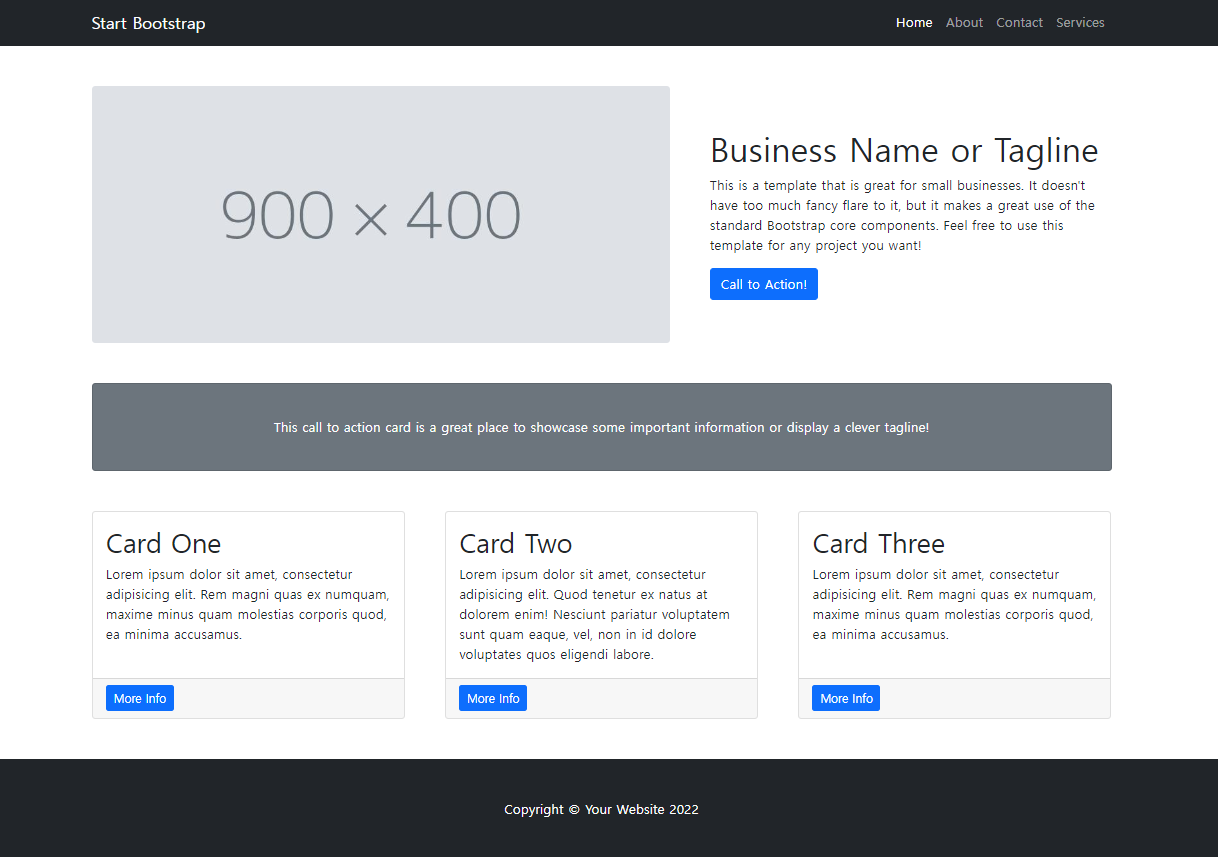 Start Bootstrap
Home About Contact Services
900 × 400
Business Name or Tagline
This is a template that is great for small businesses. It doesn't
have too much fancy flare to it, but it makes a great use of the
standard Bootstrap core components. Feel free to use this
template for any project you want!
Call to Action!
This call to action card is a great place to showcase some important information or display a clever tagline!
Card One
Lorem ipsum dolor sit amet, consectetur
adipisicing elit. Rem magni quas ex numquam,
maxime minus quam molestias corporis quod,
ea minima accusamus.
More Info
Card Two
Lorem ipsum dolor sit amet, consectetur
adipisicing elit. Quod tenetur ex natus at
dolorem enim! Nesciunt pariatur voluptatem
sunt quam eaque, vel, non in id dolore
voluptates quos eligendi labore.
More Info
Card Three
Lorem ipsum dolor sit amet, consectetur
adipisicing elit. Rem magni quas ex numquam,
maxime minus quam molestias corporis quod,
ea minima accusamus.
More Info
Copyright © Your Website 2022